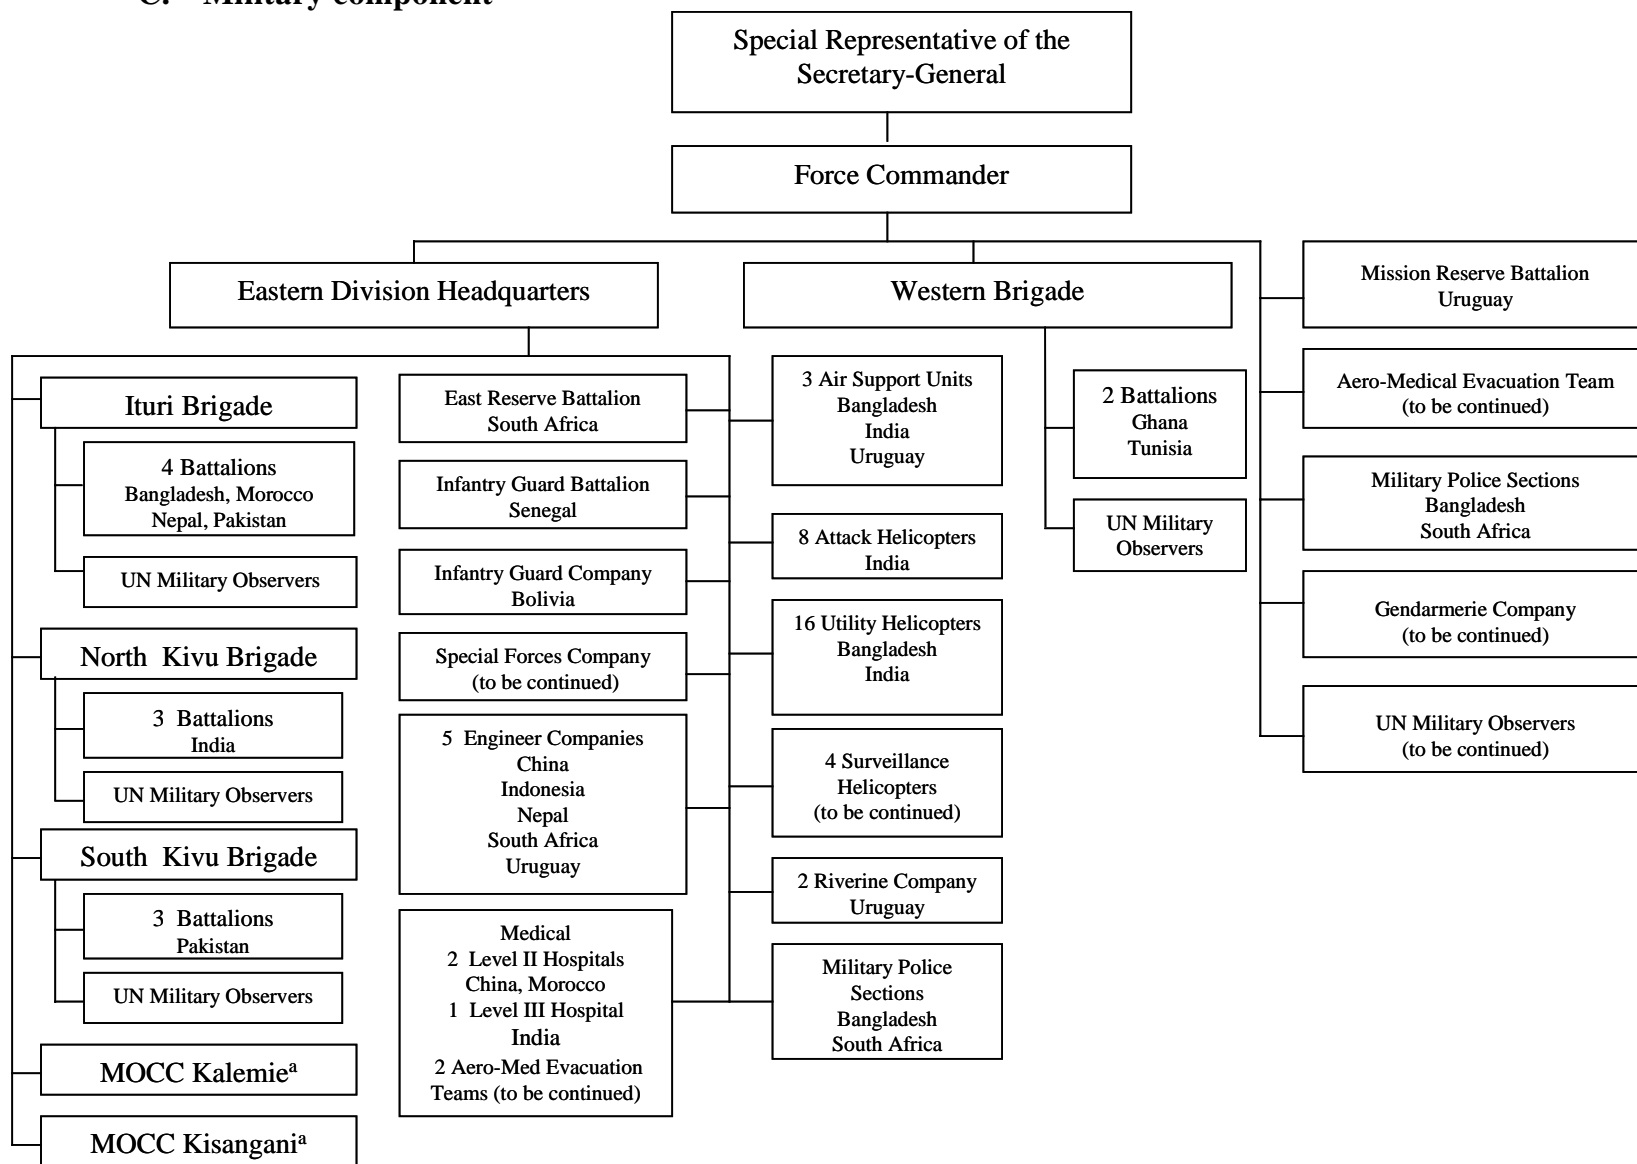 C. Military component
Special Representative of the
Secretary-General
Force Commander
Eastern Division Headquarters
Western Brigade
Ituri Brigade
4 Battalions
Bangladesh, Morocco
Nepal, Pakistan
UN Military Observers
North Kivu Brigade
3 Battalions
India
UN Military Observers
South Kivu Brigade
3 Battalions
Pakistan
UN Military Observers
MOCC Kalemieᵃ
MOCC Kisanganiᵃ
East Reserve Battalion
South Africa
Infantry Guard Battalion
Senegal
Infantry Guard Company
Bolivia
Special Forces Company
(to be continued)
5 Engineer Companies
China
Indonesia
Nepal
South Africa
Uruguay
Medical
2 Level II Hospitals
China, Morocco
1 Level III Hospital
India
2 Aero-Med Evacuation
Teams (to be continued)
3 Air Support Units
Bangladesh
India
Uruguay
8 Attack Helicopters
India
16 Utility Helicopters
Bangladesh
India
4 Surveillance
Helicopters
(to be continued)
2 Riverine Company
Uruguay
Military Police
Sections
Bangladesh
South Africa
2 Battalions
Ghana
Tunisia
UN Military
Observers
Mission Reserve Battalion
Uruguay
Aero-Medical Evacuation Team
(to be continued)
Military Police Sections
Bangladesh
South Africa
Gendarmerie Company
(to be continued)
UN Military Observers
(to be continued)